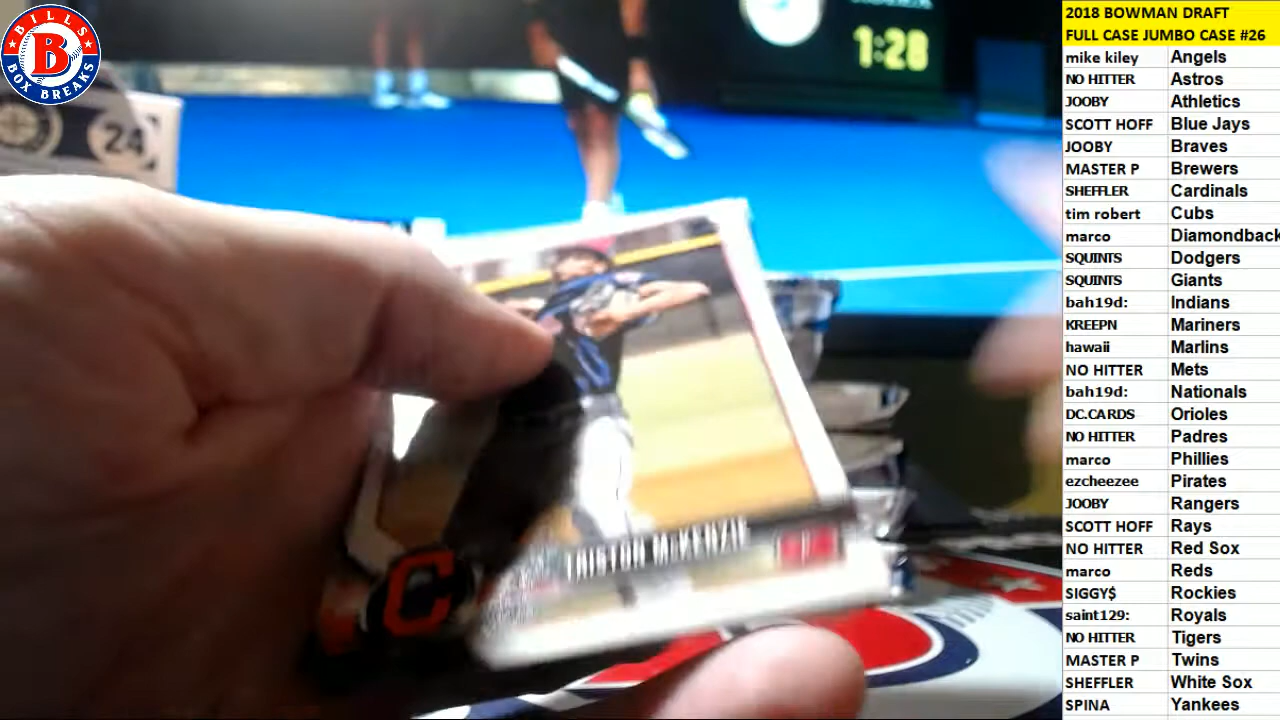 BILLS
B
BOX BREAKS
24
1:28
C
TRISTON McKENZIE
2018 BOWMAN DRAFT
FULL CASE JUMBO CASE #26
mike kiley Angels
NO HITTER Astros
JOOBY Athletics
SCOTT HOFF Blue Jays
JOOBY Braves
MASTER P Brewers
SHEFFLER Cardinals
tim robert Cubs
marco Diamondback
SQUINTS Dodgers
SQUINTS Giants
bah19d: Indians
KREEPN Mariners
hawaii Marlins
NO HITTER Mets
bah19d: Nationals
DC.CARDS Orioles
NO HITTER Padres
marco Phillies
ezcheezee Pirates
JOOBY Rangers
SCOTT HOFF Rays
NO HITTER Red Sox
marco Reds
SIGGY$ Rockies
saint129: Royals
NO HITTER Tigers
MASTER P Twins
SHEFFLER White Sox
SPINA Yankees